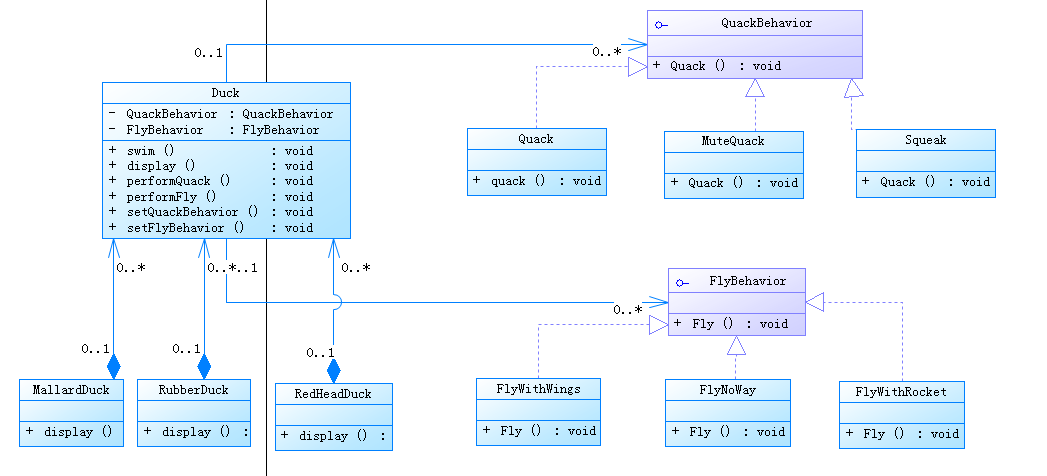 QuackBehavior
+ Quack () : void
0..1
0..*
Duck
- QuackBehavior : QuackBehavior
- FlyBehavior : FlyBehavior
+ swim () : void
+ display () : void
+ performQuack () : void
+ performFly () : void
+ setQuackBehavior () : void
+ setFlyBehavior () : void
Quack
+ quack () : void
MuteQuack
+ Quack () : void
Squeak
+ Quack () : void
0..*
0..*..1
0..*
FlyBehavior
+ Fly () : void
0..*
0..1
0..1
0..1
MallardDuck
+ display ()
RubberDuck
+ display () :
RedHeadDuck
+ display () :
FlyWithWings
+ Fly () : void
FlyNoWay
+ Fly () : void
FlyWithRocket
+ Fly () : void